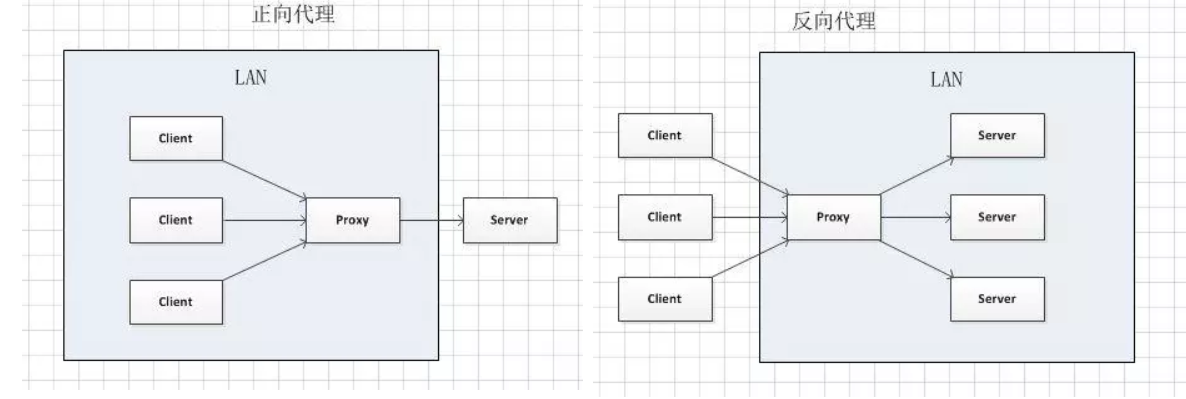 正向代理
LAN
Client
Client
Client
Proxy
Server
反向代理
LAN
Client
Client
Client
Proxy
Server
Server
Server